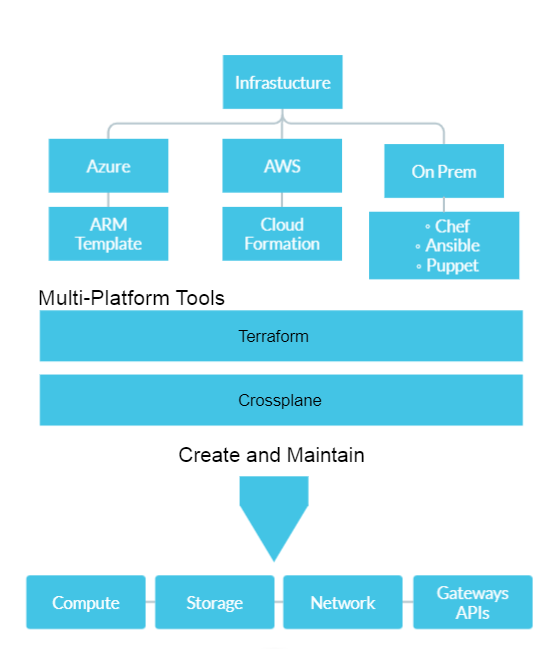 Infrastucture
Azure
AWS
On Prem
ARM
Template
Cloud
Formation
◦ Chef
◦ Ansible
◦ Puppet
Multi-Platform Tools
Terraform
Crossplane
Create and Maintain
Compute
Storage
Network
Gateways
APIs